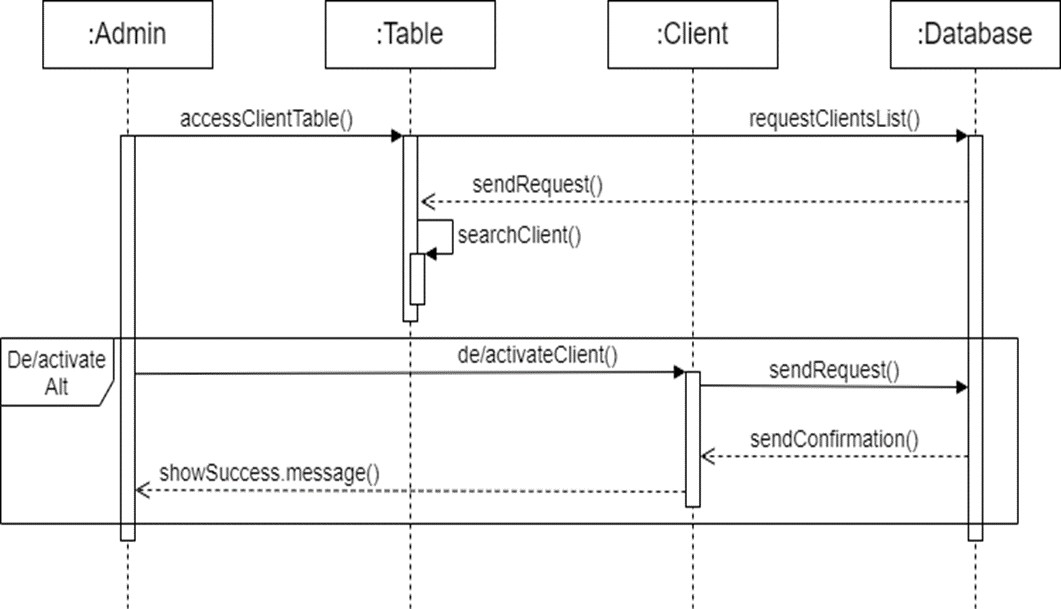 :Admin
:Table
:Client
:Database
accessClientTable()
requestClientsList()
sendRequest()
searchClient()
De/activate
Alt
de/activateClient()
sendRequest()
sendConfirmation()
showSuccess.message()